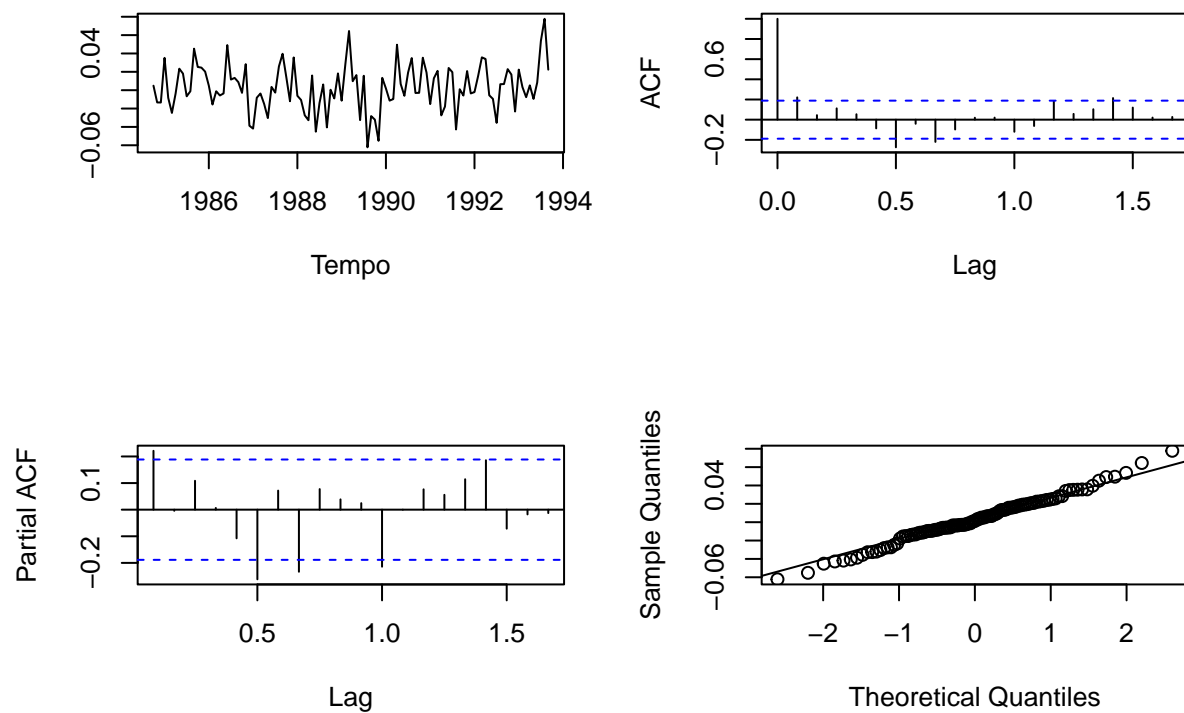 0.04
−0.06
1986 1988 1990 1992 1994
Tempo
ACF
0.6
−0.2
0.0 0.5 1.0 1.5
Lag
Partial ACF
0.1
−0.2
0.5 1.0 1.5
Lag
Sample Quantiles
0.04
−0.06
−2 −1 0 1 2
Theoretical Quantiles